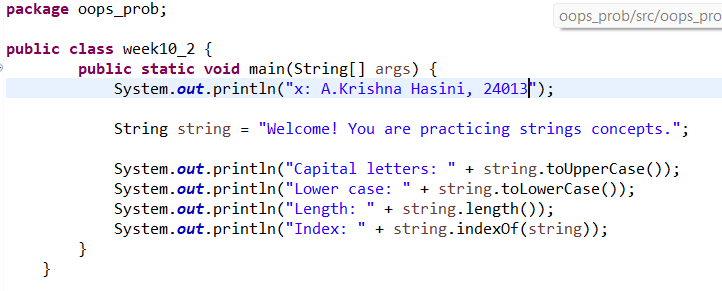 package oops_prob;
oops_prob/src/oops_pro
public class week10_2 {
public static void main(String[] args) {
System.out.println("x: A.Krishna Hasini, 24013");
String string = "Welcome! You are practicing strings concepts.";
System.out.println("Capital letters: " + string.toUpperCase());
System.out.println("Lower case: " + string.toLowerCase());
System.out.println("Length: " + string.length());
System.out.println("Index: " + string.indexOf(string));
}
}